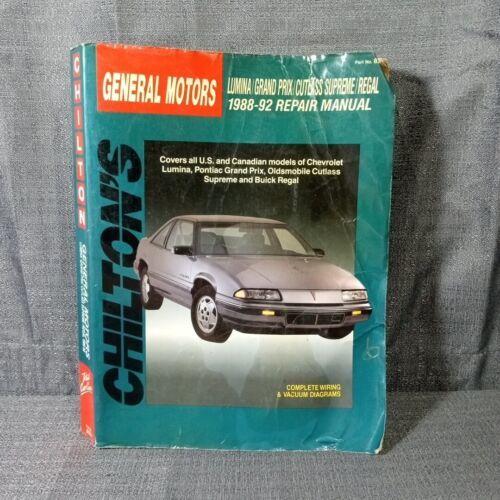 Part No. 8
GENERAL MOTORS
LUMINA/GRAND PRIX/CUTLASS SUPREME/REGAL
1988-92 REPAIR MANUAL
Covers all U.S. and Canadian models of Chevrolet
Lumina, Pontiac Grand Prix, Oldsmobile Cutlass
Supreme and Buick Regal
CHILTON'S
COMPLETE WIRING
& VACUUM DIAGRAMS
CHILTON
GENERAL MOTORS